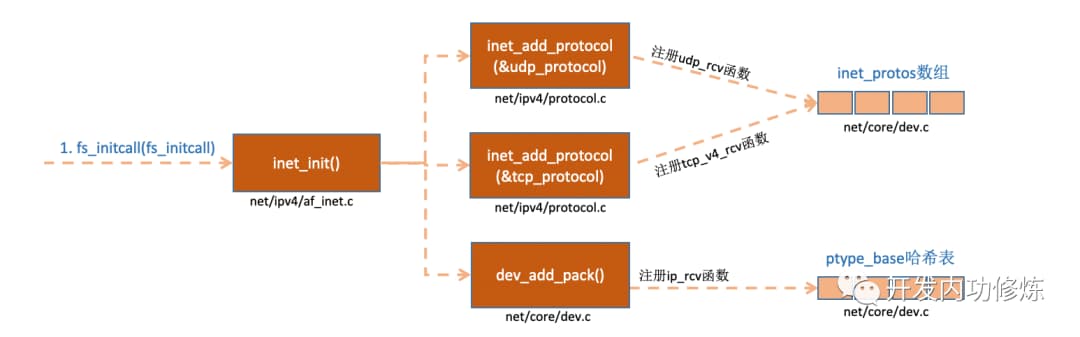 1. fs_initcall(fs_initcall)
inet_init()
net/ipv4/af_inet.c
inet_add_protocol
(&udp_protocol)
net/ipv4/protocol.c
注册udp_rcv函数
inet_protos数组
net/core/dev.c
inet_add_protocol
(&tcp_protocol)
net/ipv4/protocol.c
注册tcp_v4_rcv函数
dev_add_pack()
net/core/dev.c
注册ip_rcv函数
ptype_base哈希表
net/core/dev.c
开发内功修炼